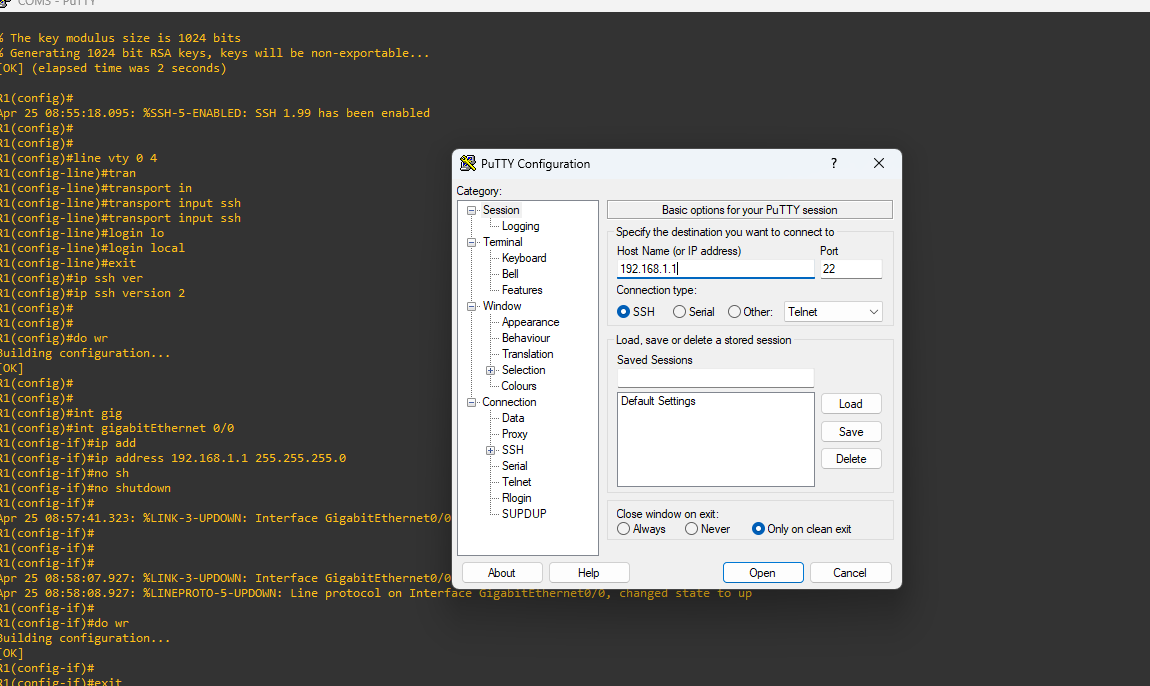 COM3 - PuTTY
% The key modulus size is 1024 bits
% Generating 1024 bit RSA keys, keys will be non-exportable...
[OK] (elapsed time was 2 seconds)
R1(config)#
Apr 25 08:55:18.095: %SSH-5-ENABLED: SSH 1.99 has been enabled
R1(config)#
R1(config)#
R1(config)#line vty 0 4
R1(config-line)#tran
R1(config-line)#transport in
R1(config-line)#transport input ssh
R1(config-line)#transport input ssh
R1(config-line)#login lo
R1(config-line)#login local
R1(config-line)#exit
R1(config)#ip ssh ver
R1(config)#ip ssh version 2
R1(config)#
R1(config)#
R1(config)#do wr
Building configuration...
[OK]
R1(config)#
R1(config)#
R1(config)#int gig
R1(config)#int gigabitEthernet 0/0
R1(config-if)#ip add
R1(config-if)#ip address 192.168.1.1 255.255.255.0
R1(config-if)#no sh
R1(config-if)#no shutdown
R1(config-if)#
Apr 25 08:57:41.323: %LINK-3-UPDOWN: Interface GigabitEthernet0/0
R1(config-if)#
R1(config-if)#
R1(config-if)#
Apr 25 08:58:07.927: %LINK-3-UPDOWN: Interface GigabitEthernet0/0
Apr 25 08:58:08.927: %LINEPROTO-5-UPDOWN: Line protocol on Interface GigabitEthernet0/0, changed state to up
R1(config-if)#
R1(config-if)#do wr
Building configuration...
[OK]
R1(config-if)#
R1(config-if)#exit
PuTTY Configuration
?
Category:
Session
Logging
Terminal
Keyboard
Bell
Features
Window
Appearance
Behaviour
Translation
Selection
Colours
Connection
Data
Proxy
SSH
Serial
Telnet
Rlogin
SUPDUP
Basic options for your PuTTY session
Specify the destination you want to connect to
Host Name (or IP address) Port
192.168.1.1 22
Connection type:
SSH Serial Other: Telnet
Load, save or delete a stored session
Saved Sessions
Default Settings
Load
Save
Delete
Close window on exit:
Always Never Only on clean exit
About Help Open Cancel